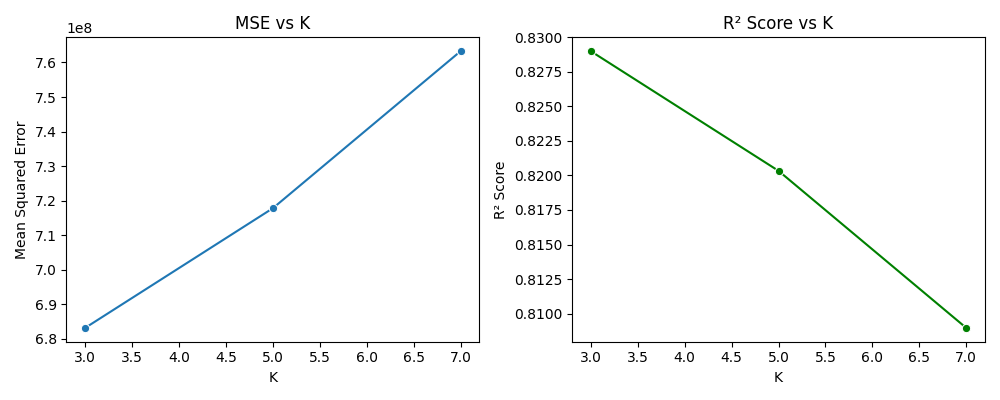 MSE vs K
1e8
Mean Squared Error
7.6
7.5
7.4
7.3
7.2
7.1
7.0
6.9
6.8
3.0 3.5 4.0 4.5 5.0 5.5 6.0 6.5 7.0
K
R² Score vs K
R² Score
0.8300
0.8275
0.8250
0.8225
0.8200
0.8175
0.8150
0.8125
0.8100
3.0 3.5 4.0 4.5 5.0 5.5 6.0 6.5 7.0
K